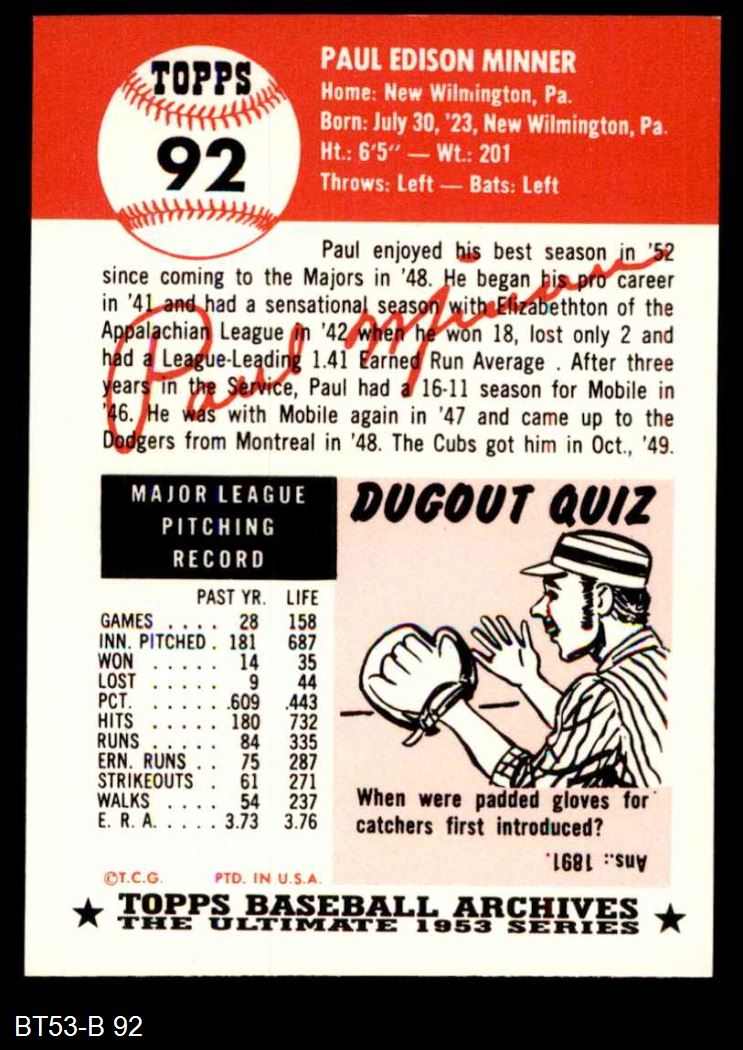 TOPPS
92
PAUL EDISON MINNER
Home: New Wilmington, Pa.
Born: July 30, '23, New Wilmington, Pa.
Ht.: 6'5" — Wt.: 201
Throws: Left — Bats: Left
Paul enjoyed his best season in '52
since coming to the Majors in '48. He began his pro career
in '41 and had a sensational season with Elizabethton of the
Appalachian League in '42 when he won 18, lost only 2 and
had a League-Leading 1.41 Earned Run Average . After three
years in the Service, Paul had a 16-11 season for Mobile in
'46. He was with Mobile again in '47 and came up to the
Dodgers from Montreal in '48. The Cubs got him in Oct., '49.
Paul Minner
MAJOR LEAGUE
PITCHING
RECORD
PAST YR. LIFE
GAMES . . . . 28 158
INN. PITCHED . 181 687
WON . . . . . 14 35
LOST . . . . . 9 44
PCT. . . . . . .609 .443
HITS . . . . . 180 732
RUNS . . . . . 84 335
ERN. RUNS . . 75 287
STRIKEOUTS . 61 271
WALKS . . . . 54 237
E. R. A. . . . . 3.73 3.76
DUGOUT QUIZ
When were padded gloves for
catchers first introduced?
Ans.: 1891.
©T.C.G. PTD. IN U.S.A.
★ TOPPS BASEBALL ARCHIVES ★
THE ULTIMATE 1953 SERIES
BT53-B 92